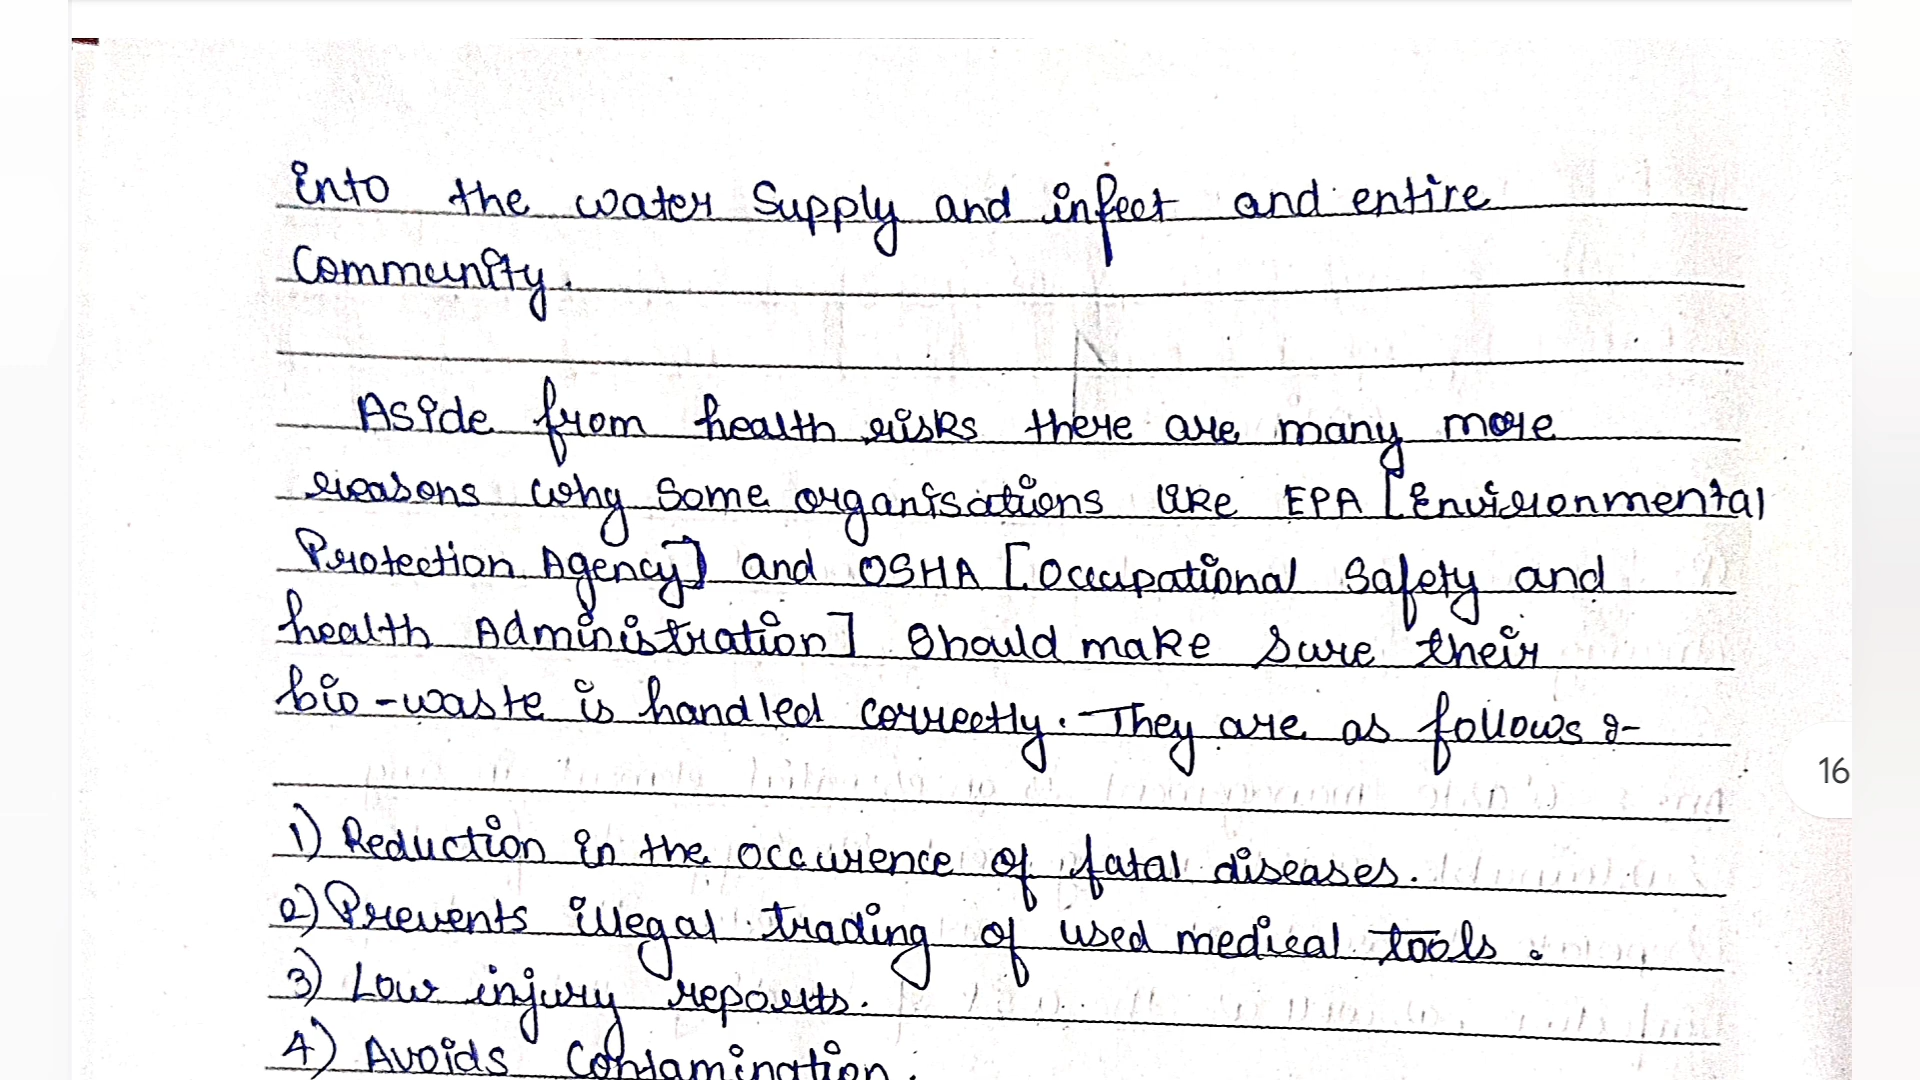 into the water Supply and infect and entire
Community.
Aside from health risks there are many more
reasons why some organisations like EPA [Environmental
Protection Agency] and OSHA [Occupational Safety and
health Administration] should make sure their
bio-waste is handled correctly. They are as follows :-
16
1) Reduction in the occurence of fatal diseases.
2) Prevents illegal trading of used medical tools.
3) Low injury reports.
4) Avoids Contamination.